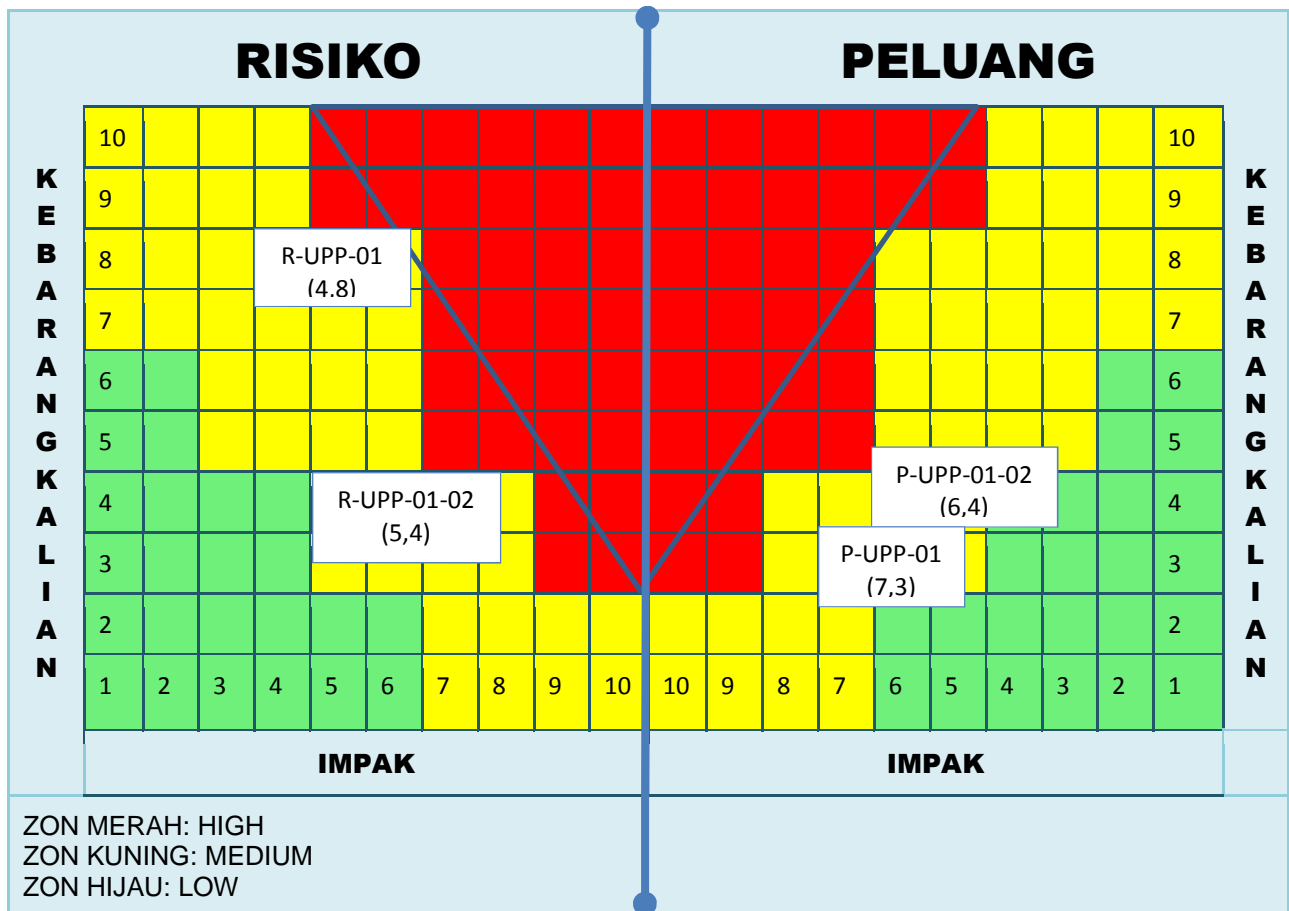 RISIKO PELUANG
KEBARANGKALIAN
10 10
9 9
8 8
R-UPP-01
(4.8)
7 7
6 6
5 5
4 4
R-UPP-01-02
(5,4)
P-UPP-01-02
(6,4)
3 3
P-UPP-01
(7,3)
2 2
1 2 3 4 5 6 7 8 9 10 10 9 8 7 6 5 4 3 2 1
KEBARANGKALIAN
IMPAK IMPAK
ZON MERAH: HIGH
ZON KUNING: MEDIUM
ZON HIJAU: LOW